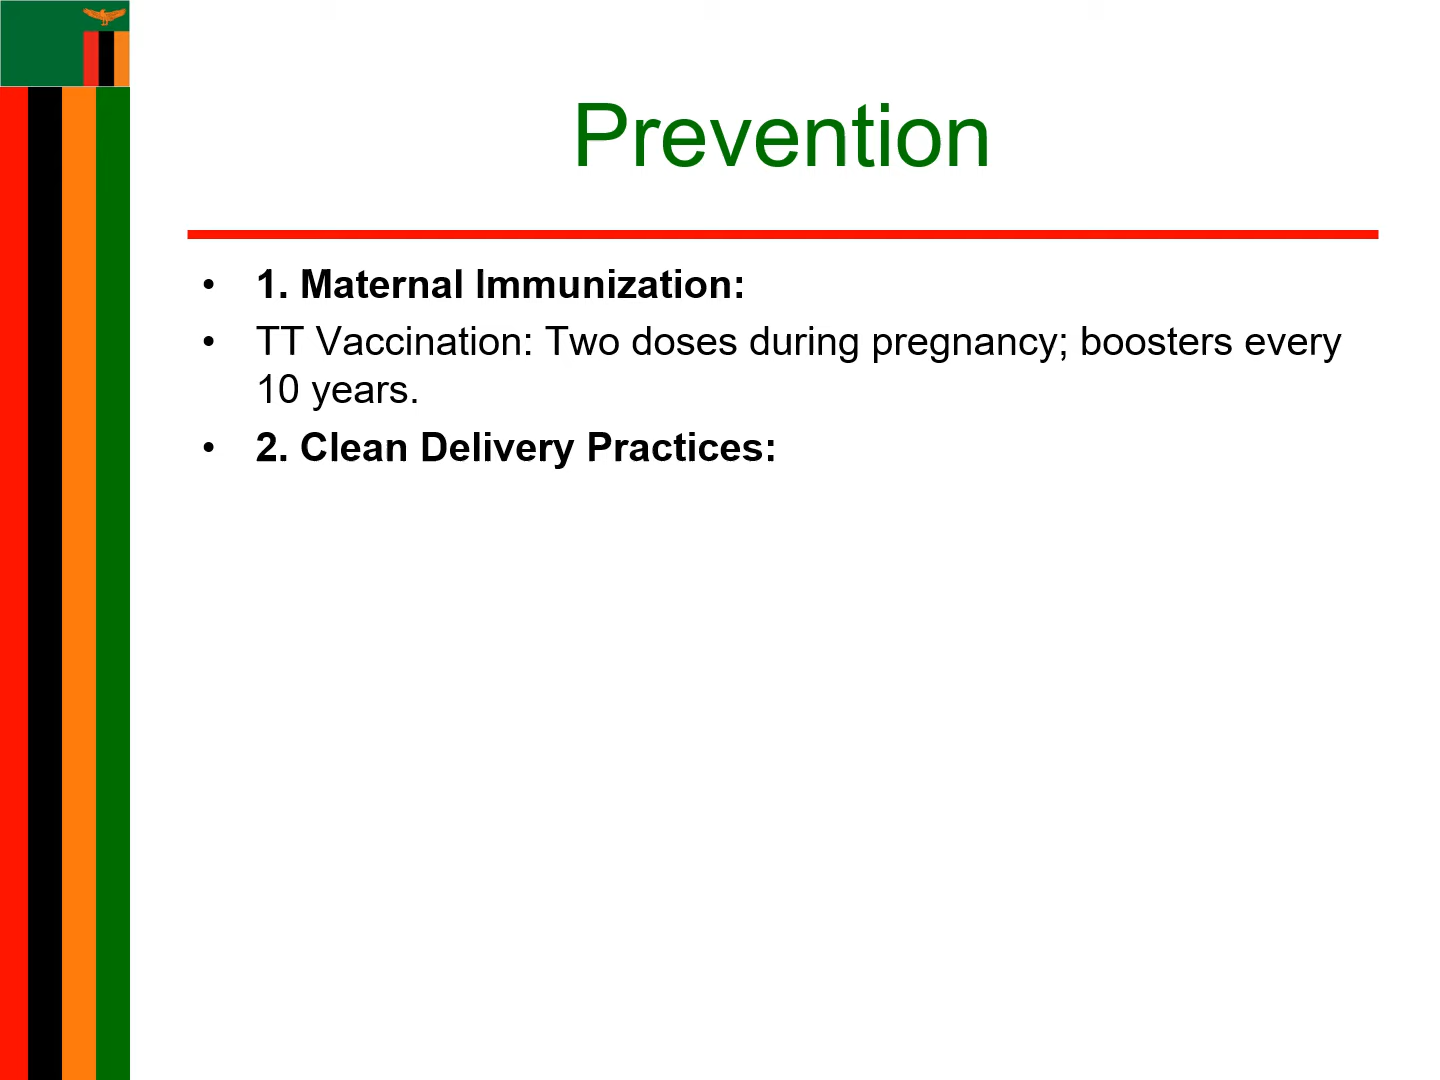 Prevention
• 1. Maternal Immunization:
• TT Vaccination: Two doses during pregnancy; boosters every
10 years.
• 2. Clean Delivery Practices: